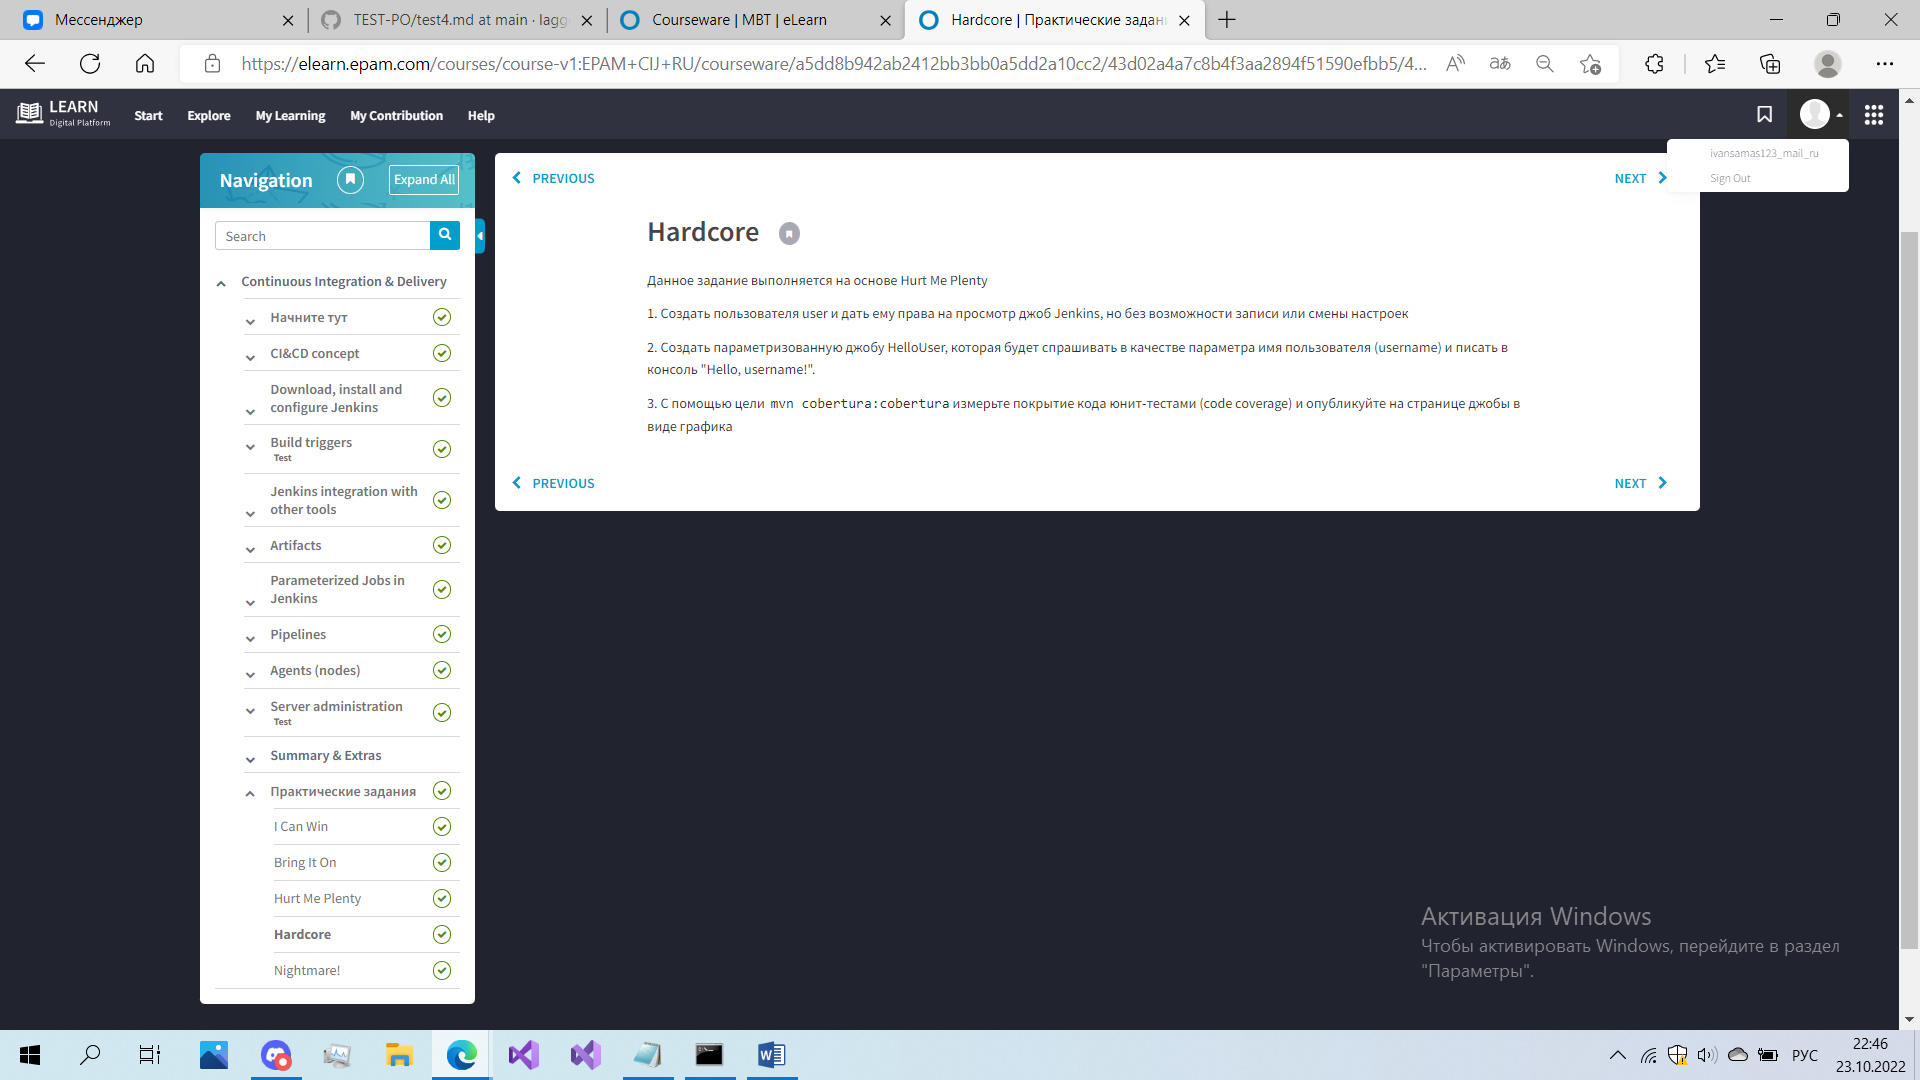 Мессенджер
TEST-PO/test4.md at main · lagg
Courseware | MBT | eLearn
Hardcore | Практические задан
https://elearn.epam.com/courses/course-v1:EPAM+CIJ+RU/courseware/a5dd8b942ab2412bb3bb0a5dd2a10cc2/43d02a4a7c8b4f3aa2894f51590efbb5/4...
LEARN
Digital Platform
Start
Explore
My Learning
My Contribution
Help
ivansamas123_mail_ru
Sign Out
Navigation
Expand All
Search
Continuous Integration & Delivery
Начните тут
CI&CD concept
Download, install and
configure Jenkins
Build triggers
Test
Jenkins integration with
other tools
Artifacts
Parameterized Jobs in
Jenkins
Pipelines
Agents (nodes)
Server administration
Test
Summary & Extras
Практические задания
I Can Win
Bring It On
Hurt Me Plenty
Hardcore
Nightmare!
PREVIOUS
NEXT
Hardcore
Данное задание выполняется на основе Hurt Me Plenty
1. Создать пользователя user и дать ему права на просмотр джоб Jenkins, но без возможности записи или смены настроек
2. Создать параметризованную джобу HelloUser, которая будет спрашивать в качестве параметра имя пользователя (username) и писать в
консоль "Hello, username!".
3. С помощью цели mvn cobertura:cobertura измерьте покрытие кода юнит-тестами (code coverage) и опубликуйте на странице джобы в
виде графика
PREVIOUS
NEXT
Активация Windows
Чтобы активировать Windows, перейдите в раздел
"Параметры".
РУС
22:46
23.10.2022